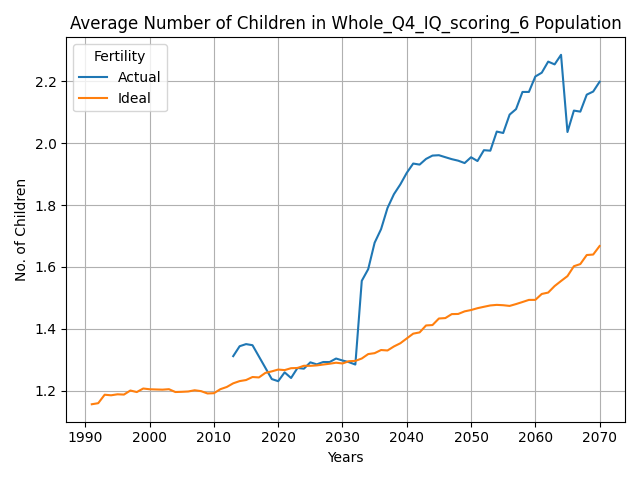 Average Number of Children in Whole_Q4_IQ_scoring_6 Population
Fertility
Actual
Ideal
No. of Children
2.2
2.0
1.8
1.6
1.4
1.2
1990 2000 2010 2020 2030 2040 2050 2060 2070
Years